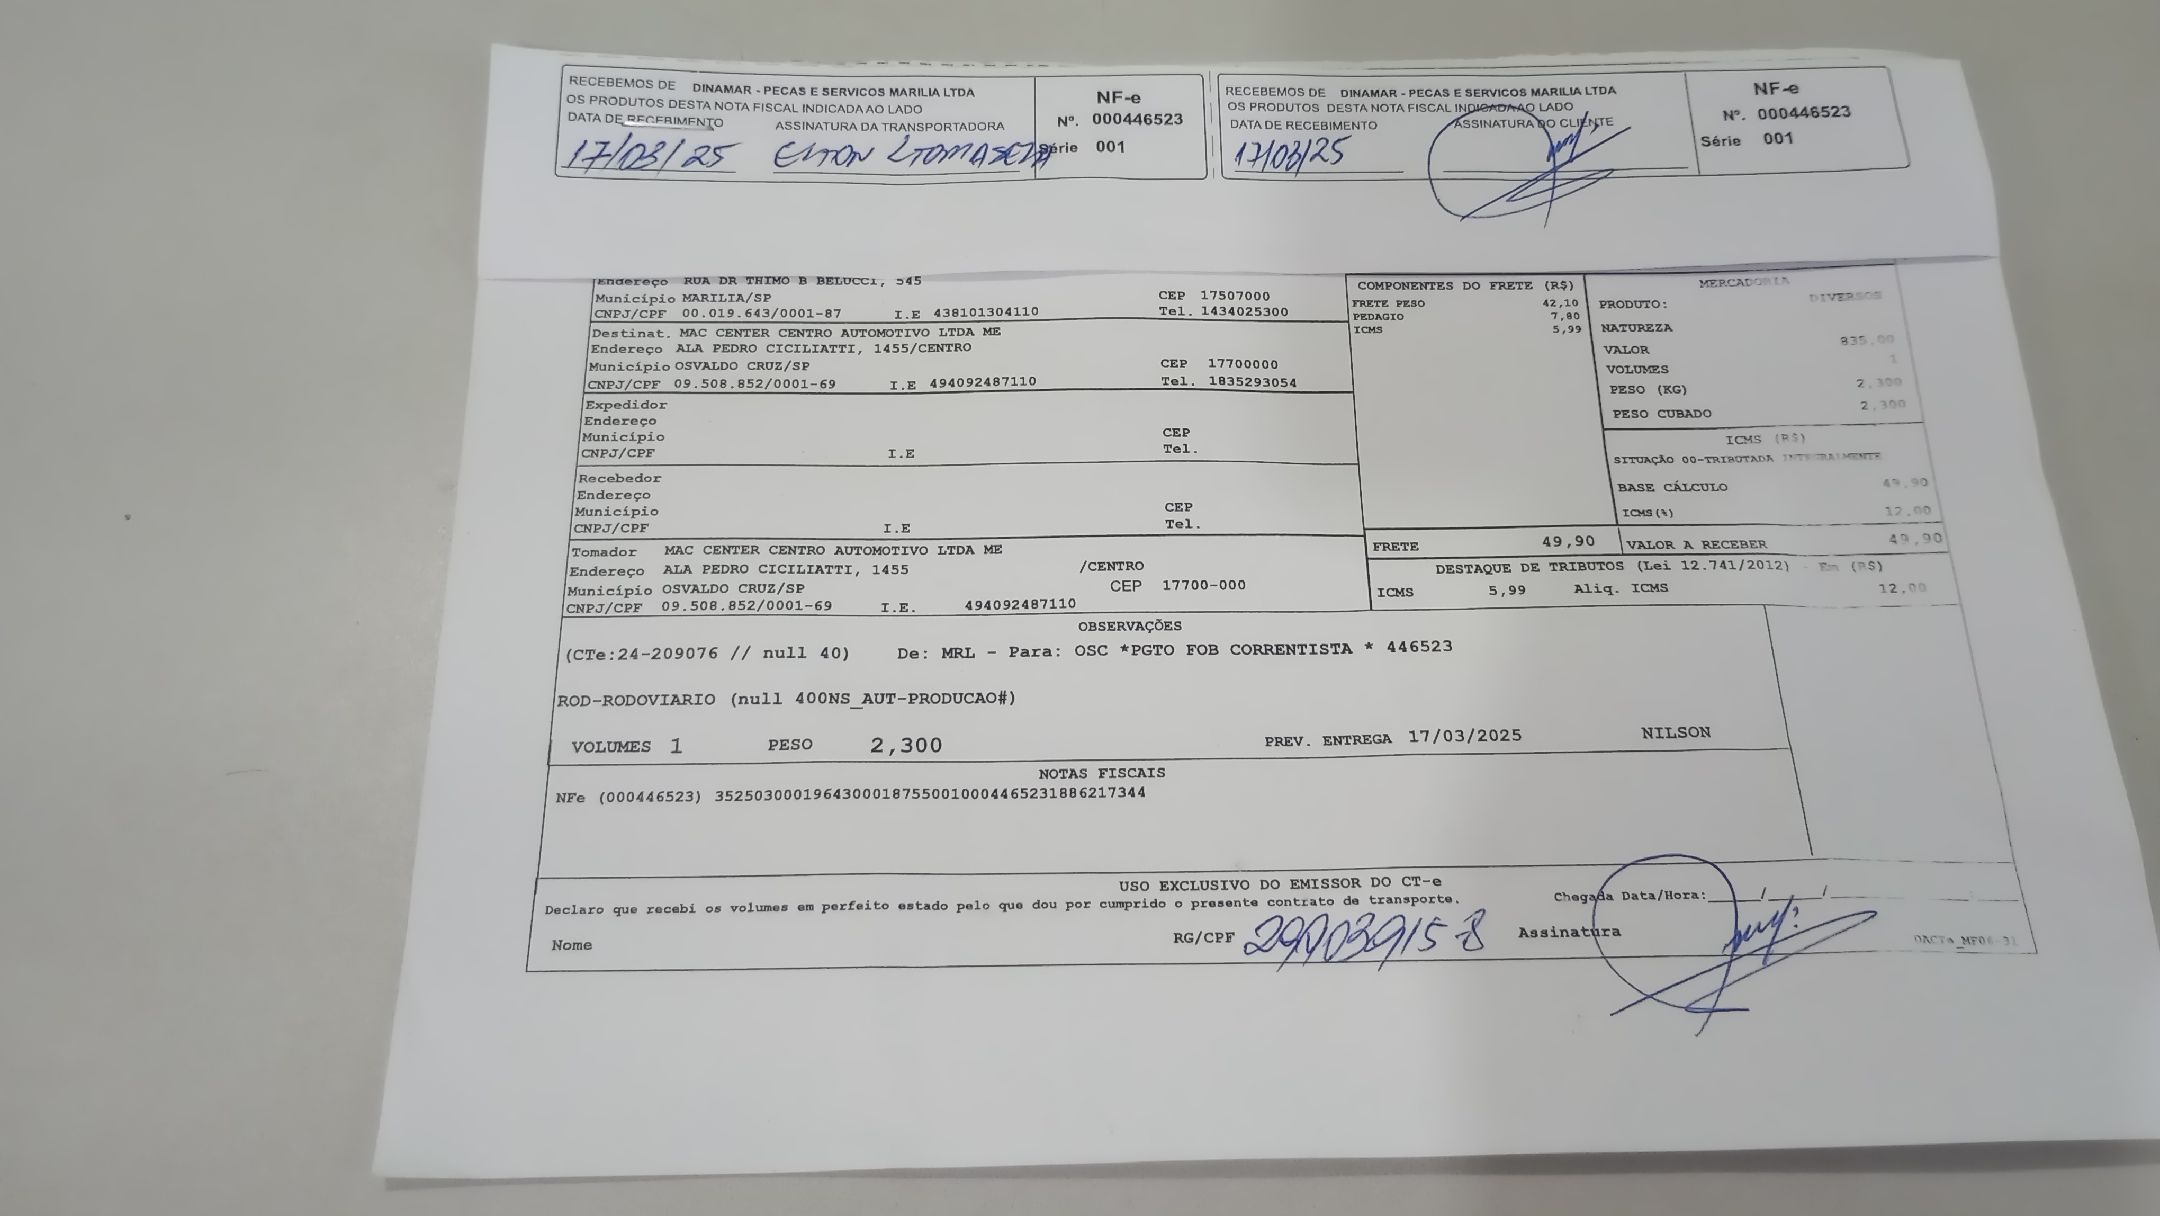 RECEBEMOS DE DINAMAR - PECAS E SERVICOS MARILIA LTDA
OS PRODUTOS DESTA NOTA FISCAL INDICADA AO LADO
DATA DE RECEBIMENTO ASSINATURA DA TRANSPORTADORA
17/03/25 ELTON
NF-e
Nº. 000446523
Série 001
RECEBEMOS DE DINAMAR - PECAS E SERVICOS MARILIA LTDA
OS PRODUTOS DESTA NOTA FISCAL INDICADA AO LADO
DATA DE RECEBIMENTO ASSINATURA DO CLIENTE
17/03/25
NF-e
Nº. 000446523
Série 001
Endereço RUA DR THIMO B BELUCCI, 545
Município MARILIA/SP CEP 17507000
CNPJ/CPF 00.019.643/0001-87 I.E 438101304110 Tel. 1434025300
Destinat. MAC CENTER CENTRO AUTOMOTIVO LTDA ME
Endereço ALA PEDRO CICILIATTI, 1455/CENTRO
Município OSVALDO CRUZ/SP CEP 17700000
CNPJ/CPF 09.508.852/0001-69 I.E 494092487110 Tel. 1835293054
Expedidor
Endereço
Município CEP
CNPJ/CPF I.E Tel.
Recebedor
Endereço
Município CEP
CNPJ/CPF I.E Tel.
Tomador MAC CENTER CENTRO AUTOMOTIVO LTDA ME
Endereço ALA PEDRO CICILIATTI, 1455 /CENTRO
Município OSVALDO CRUZ/SP CEP 17700-000
CNPJ/CPF 09.508.852/0001-69 I.E. 494092487110
COMPONENTES DO FRETE (R$)
FRETE PESO 42,10
PEDAGIO 7,80
ICMS 5,99
MERCADORIA
PRODUTO: DIVERSOS
NATUREZA
VALOR 835,00
VOLUMES 1
PESO (KG) 2,300
PESO CUBADO 2,300
ICMS (R$)
SITUAÇÃO 00-TRIBUTADA INTEGRALMENTE
BASE CÁLCULO 49,90
ICMS(%) 12,00
FRETE 49,90 VALOR A RECEBER 49,90
DESTAQUE DE TRIBUTOS (Lei 12.741/2012) - Em (R$)
ICMS 5,99 Aliq. ICMS 12,00
OBSERVAÇÕES
(CTe:24-209076 // null 40) De: MRL - Para: OSC *PGTO FOB CORRENTISTA * 446523
ROD-RODOVIARIO (null 400NS_AUT-PRODUCAO#)
VOLUMES 1 PESO 2,300 PREV. ENTREGA 17/03/2025 NILSON
NOTAS FISCAIS
NFe (000446523) 35250300019643000187550010004465231886217344
USO EXCLUSIVO DO EMISSOR DO CT-e
Declaro que recebi os volumes em perfeito estado pelo que dou por cumprido o presente contrato de transporte.
Chegada Data/Hora:____/____/
Nome RG/CPF Assinatura